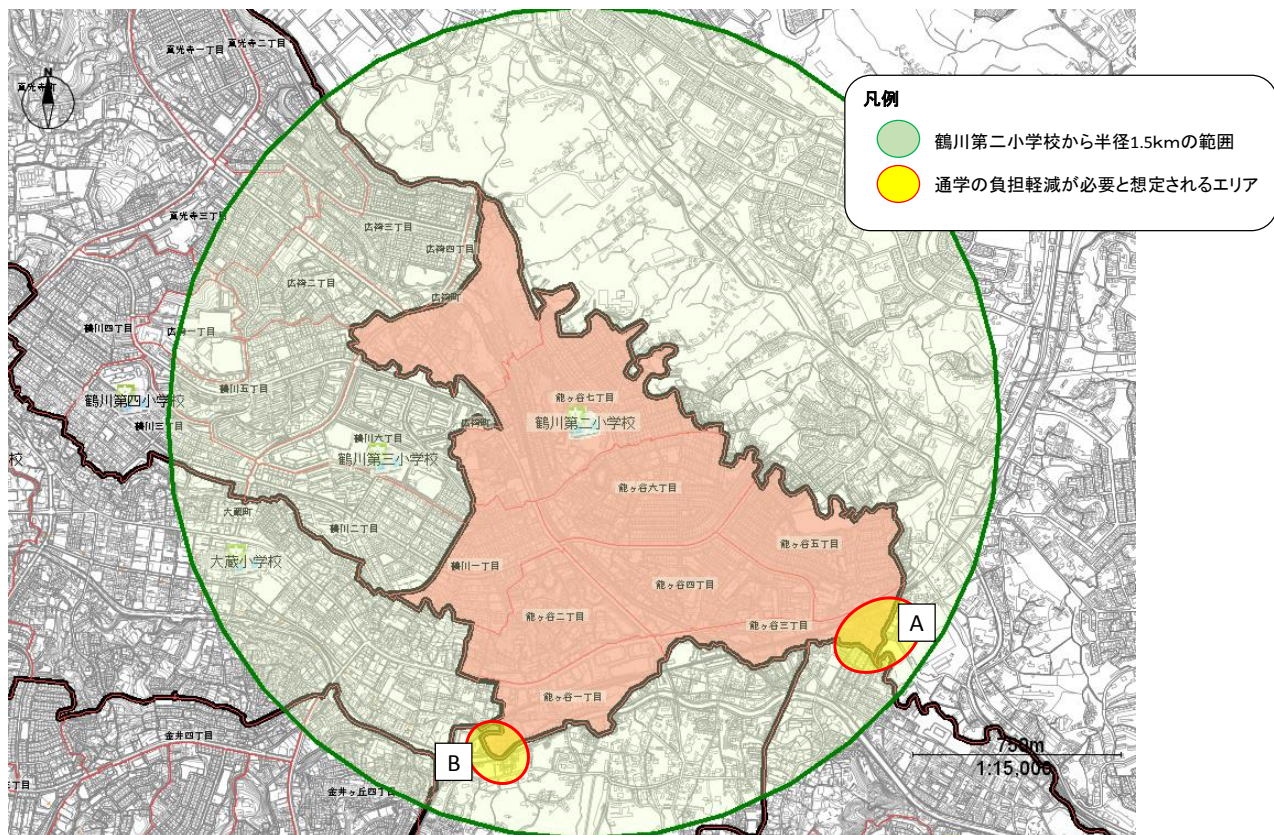 凡例
鶴川第二小学校から半径1.5kmの範囲
通学の負担軽減が必要と想定されるエリア
N
真光寺一丁目
真光寺二丁目
真光寺町
真光寺三丁目
広袴三丁目
広袴四丁目
広袴二丁目
広袴町
鶴川四丁目
広袴一丁目
鶴川五丁目
鶴川第四小学校
鶴川三丁目
能ヶ谷七丁目
鶴川第二小学校
広袴町
鶴川六丁目
鶴川第三小学校
能ヶ谷六丁目
大蔵町
鶴川二丁目
大蔵小学校
能ヶ谷五丁目
鶴川一丁目
能ヶ谷四丁目
能ヶ谷二丁目
能ヶ谷三丁目
A
能ヶ谷一丁目
金井四丁目
B
750m
1:15,000
金井ヶ丘四丁目